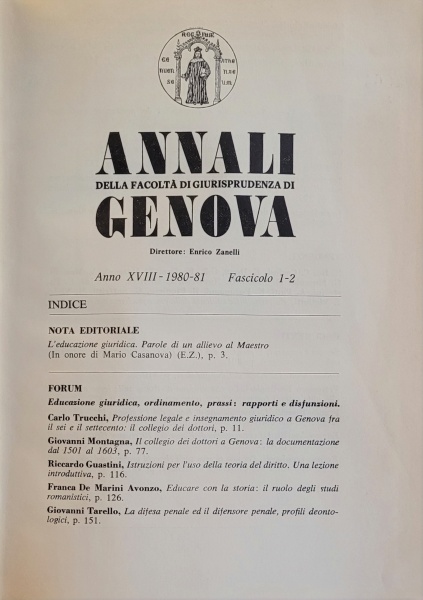 ANNALI
DELLA FACOLTÀ DI GIURISPRUDENZA DI
GENOVA
Direttore: Enrico Zanelli
Anno XVIII - 1980-81 Fascicolo 1-2
INDICE
NOTA EDITORIALE
L'educazione giuridica. Parole di un allievo al Maestro
(In onore di Mario Casanova) (E.Z.), p. 3.
FORUM
Educazione giuridica, ordinamento, prassi: rapporti e disfunzioni.
Carlo Trucchi, Professione legale e insegnamento giuridico a Genova fra
il sei e il settecento: il collegio dei dottori, p. 11.
Giovanni Montagna, Il collegio dei dottori a Genova: la documentazione
dal 1501 al 1603, p. 77.
Riccardo Guastini, Istruzioni per l'uso della teoria del diritto. Una lezione
introduttiva, p. 116.
Franca De Marini Avonzo, Educare con la storia: il ruolo degli studi
romanistici, p. 126.
Giovanni Tarello, La difesa penale ed il difensore penale, profili deonto-
logici, p. 151.